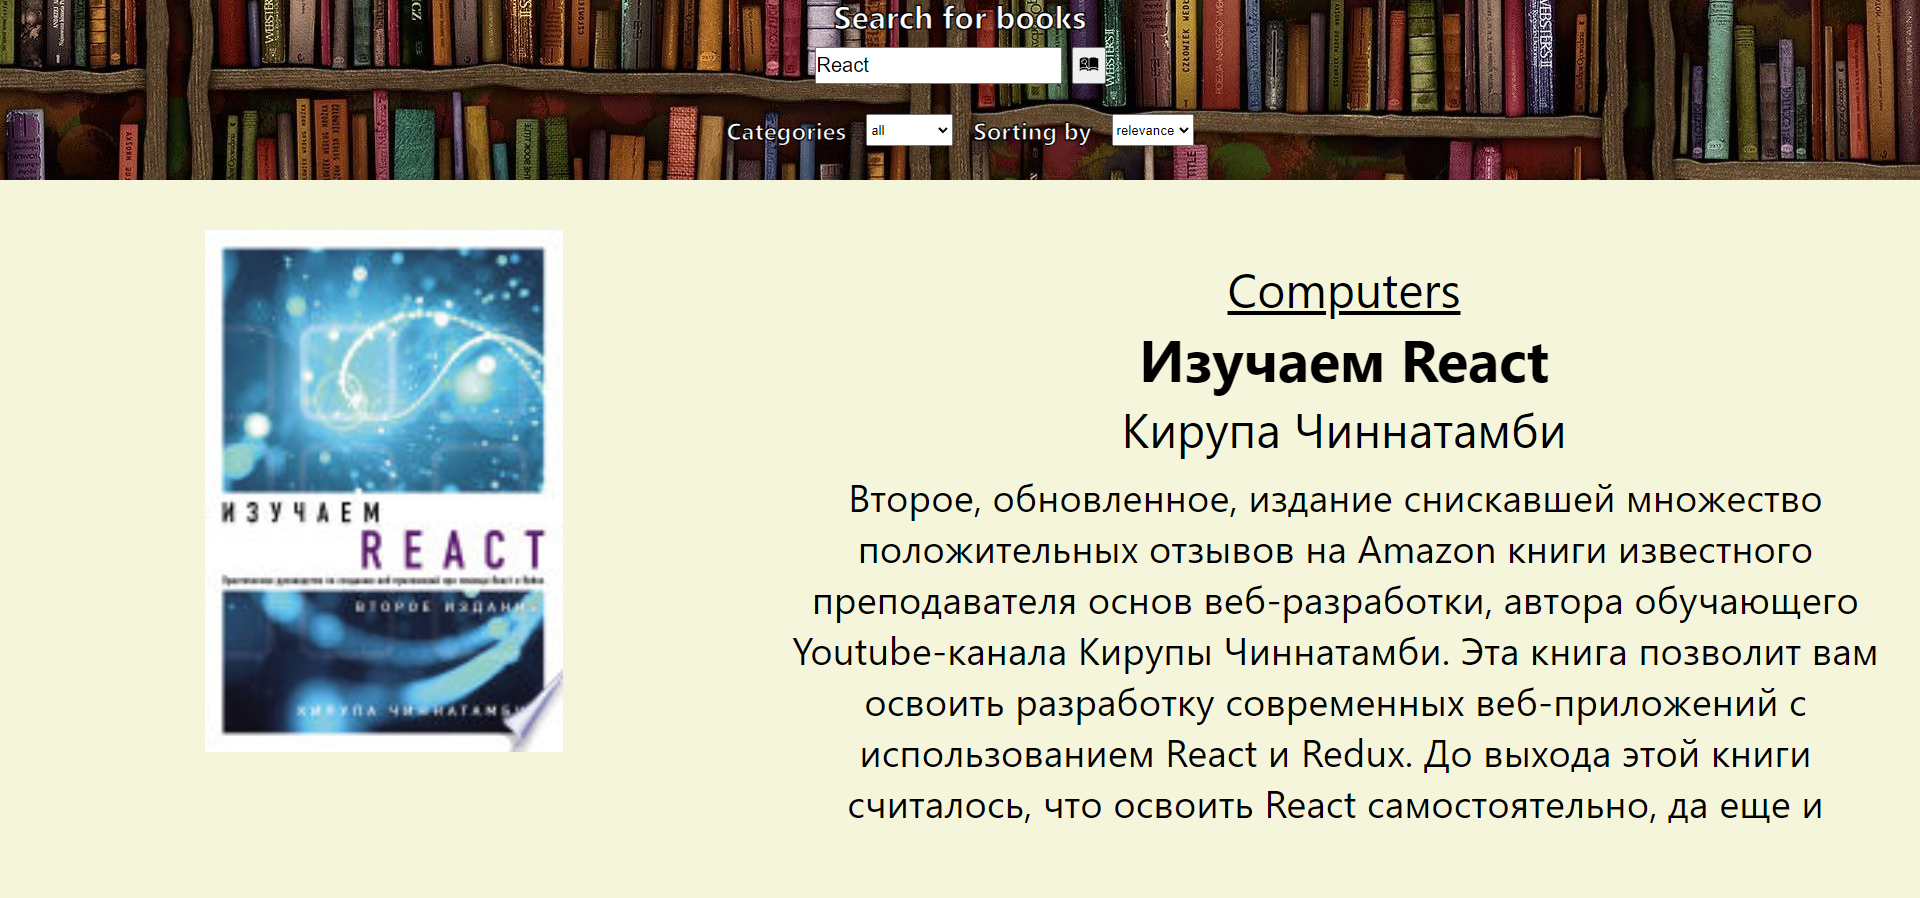 Search for books
React
Categories all Sorting by relevance
ИЗУЧАЕМ
REACT
ВТОРОЕ ИЗДАНИЕ
КИРУПА ЧИННАТАМБИ
Computers
Изучаем React
Кирупа Чиннатамби
Второе, обновленное, издание снискавшей множество
положительных отзывов на Amazon книги известного
преподавателя основ веб-разработки, автора обучающего
Youtube-канала Кирупы Чиннатамби. Эта книга позволит вам
освоить разработку современных веб-приложений с
использованием React и Redux. До выхода этой книги
считалось, что освоить React самостоятельно, да еще и